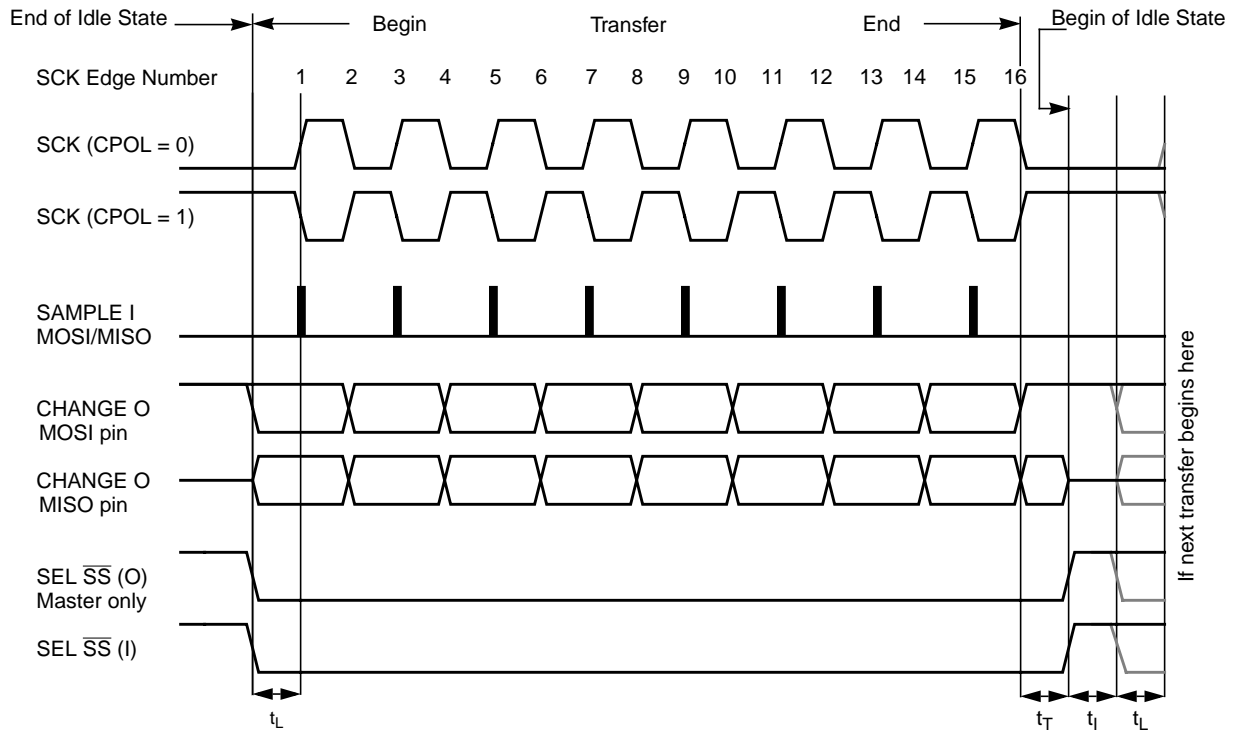 End of Idle State
Begin
Transfer
End
Begin of Idle State
SCK Edge Number
1 2 3 4 5 6 7 8 9 10 11 12 13 14 15 16
SCK (CPOL = 0)
SCK (CPOL = 1)
SAMPLE I
MOSI/MISO
CHANGE O
MOSI pin
CHANGE O
MISO pin
SEL S̅S̅ (O)
Master only
SEL S̅S̅ (I)
tL
tT
tI
tL
If next transfer begins here